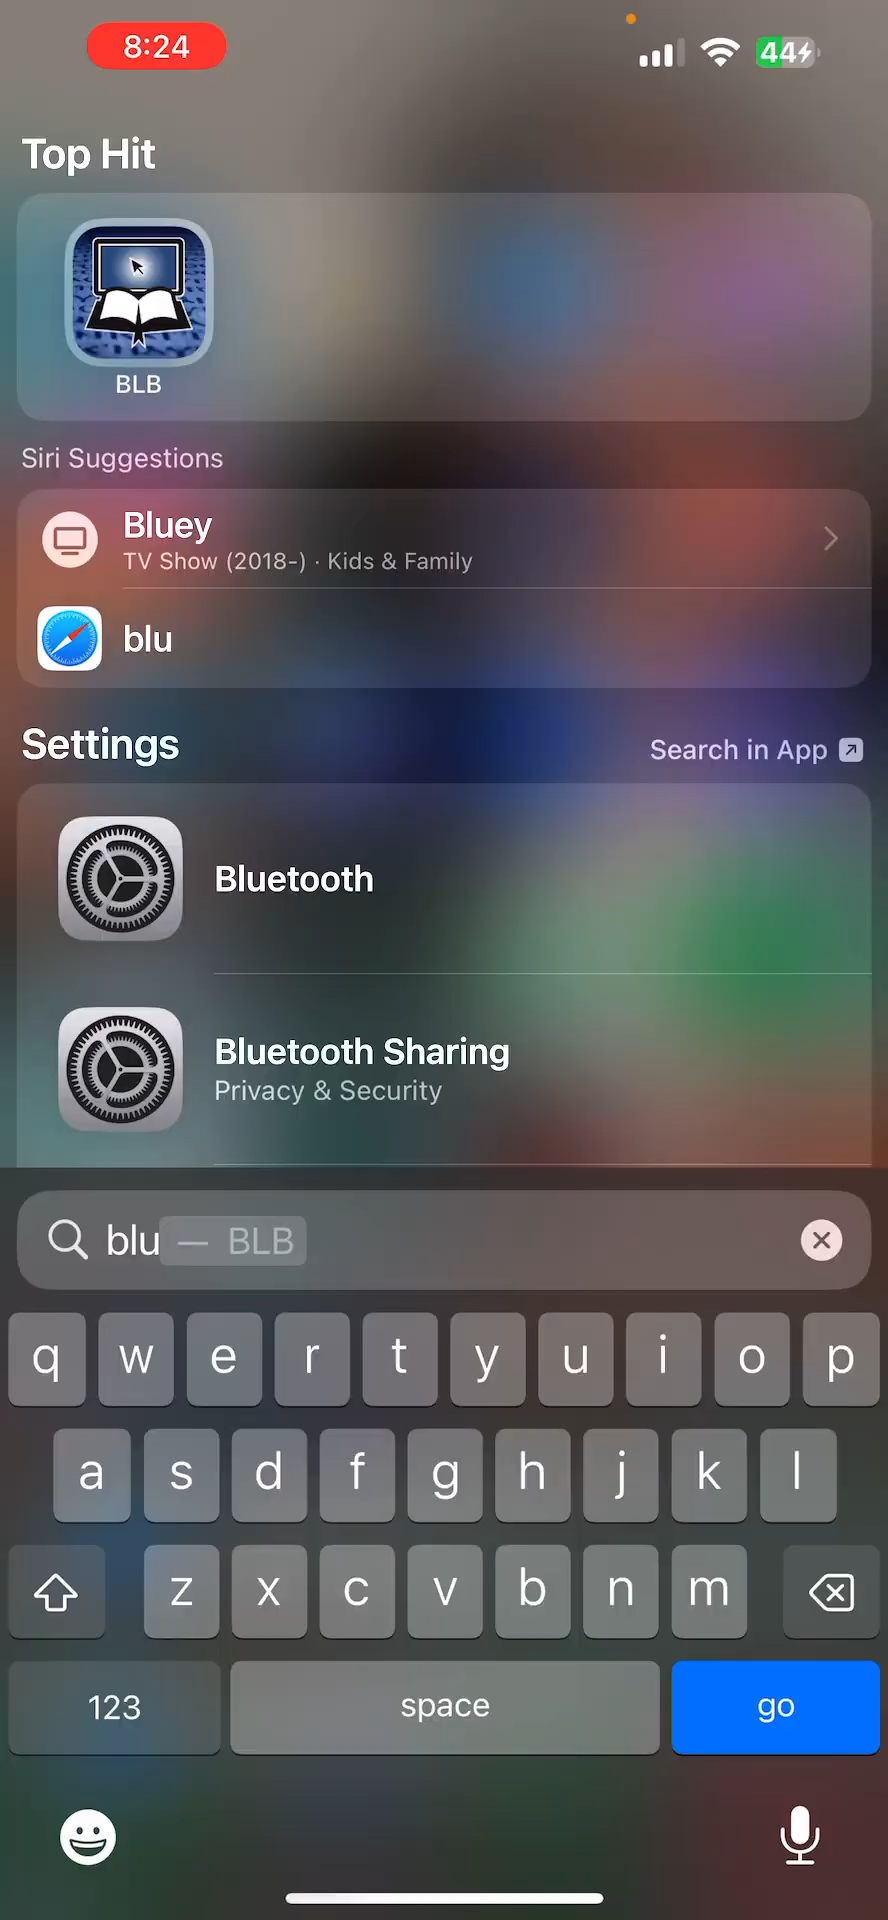 8:24
44
Top Hit
BLB
Siri Suggestions
Bluey
TV Show (2018-) · Kids & Family
blu
Settings
Search in App
Bluetooth
Bluetooth Sharing
Privacy & Security
blu — BLB
q w e r t y u i o p
a s d f g h j k l
z x c v b n m
123 space go